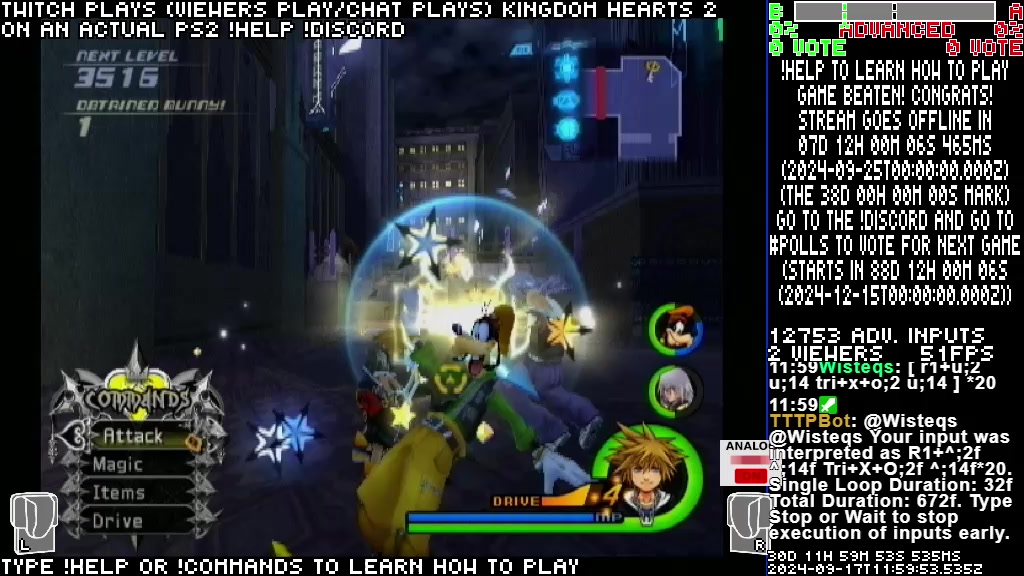 TWITCH PLAYS (VIEWERS PLAY/CHAT PLAYS) KINGDOM HEARTS 2
ON AN ACTUAL PS2 !HELP !DISCORD
NEXT LEVEL
3516
OBTAINED MUNNY!
1
COMMANDS
Attack
Magic
Items
Drive
DRIVE
4
MP
L
R
ANALOG
TYPE !HELP OR !COMMANDS TO LEARN HOW TO PLAY
B
A
0%
ADVANCED
0%
0 VOTE
0 VOTE
!HELP TO LEARN HOW TO PLAY
GAME BEATEN! CONGRATS!
STREAM GOES OFFLINE IN
07D 12H 00M 06S 465MS
(2024-09-25T00:00:00.000Z)
(THE 38D 00H 00M 00S MARK)
GO TO THE !DISCORD AND GO TO
#POLLS TO VOTE FOR NEXT GAME
(STARTS IN 88D 12H 00M 06S
(2024-12-15T00:00:00.000Z))
12753 ADV. INPUTS
2 VIEWERS 51FPS
11:59 Wisteqs: [ r1+u;2
u;14 tri+x+o;2 u;14 ] *20
11:59
TTTPBot: @Wisteqs
@Wisteqs Your input was
interpreted as R1+^;2f
^;14f Tri+X+O;2f ^;14f*20.
Single Loop Duration: 32f
Total Duration: 672f. Type
Stop or Wait to stop
execution of inputs early.
30D 11H 59M 53S 535MS
2024-09-17T11:59:53.535Z